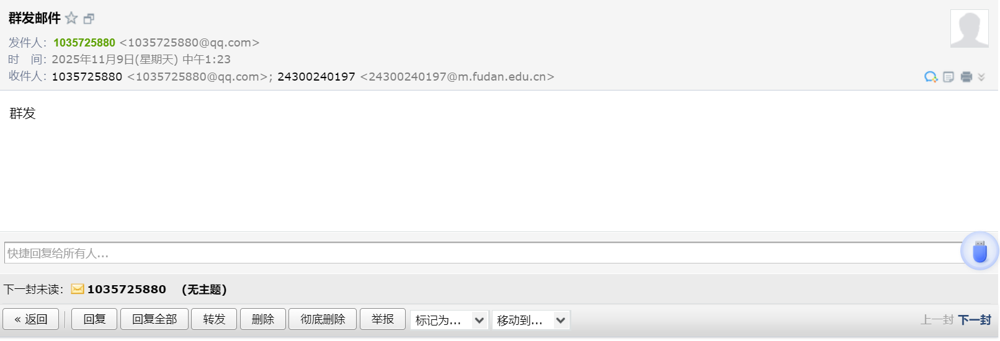 群发邮件
发件人：1035725880 <1035725880@qq.com>
时　间：2025年11月9日(星期天) 中午1:23
收件人：1035725880 <1035725880@qq.com>; 24300240197 <24300240197@m.fudan.edu.cn>
群发
快捷回复给所有人...
下一封未读： 1035725880 (无主题)
« 返回 回复 回复全部 转发 删除 彻底删除 举报 标记为... 移动到... 上一封 下一封